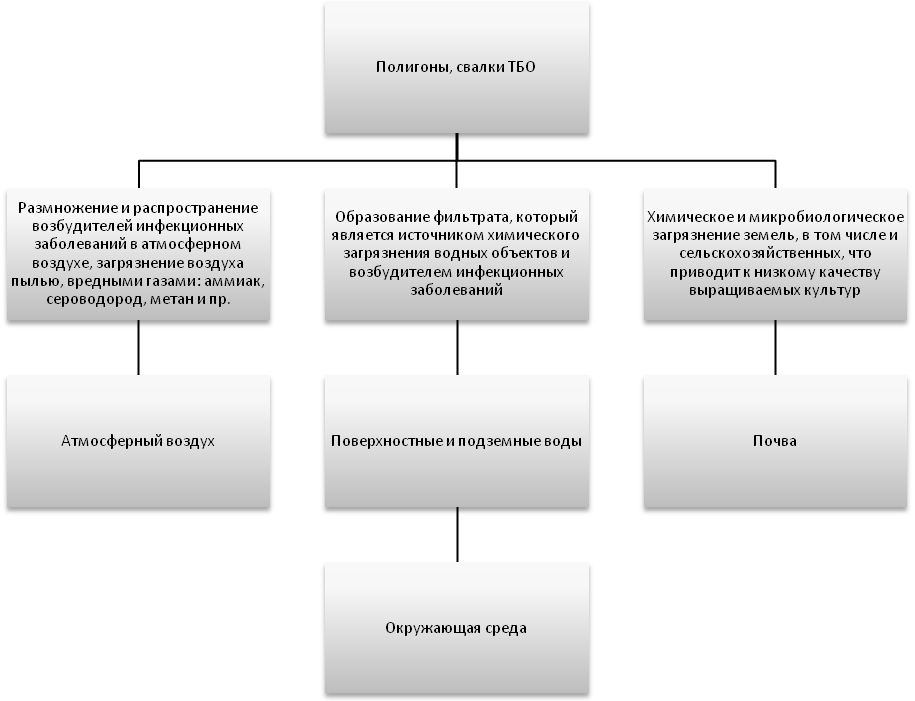 Полигоны, свалки ТБО
Размножение и распространение
возбудителей инфекционных
заболеваний в атмосферном
воздухе, загрязнение воздуха
пылью, вредными газами: аммиак,
сероводород, метан и пр.
Образование фильтрата, который
является источником химического
загрязнения водных объектов и
возбудителем инфекционных
заболеваний
Химическое и микробиологическое
загрязнение земель, в том числе и
сельскохозяйственных, что
приводит к низкому качеству
выращиваемых культур
Атмосферный воздух
Поверхностные и подземные воды
Почва
Окружающая среда